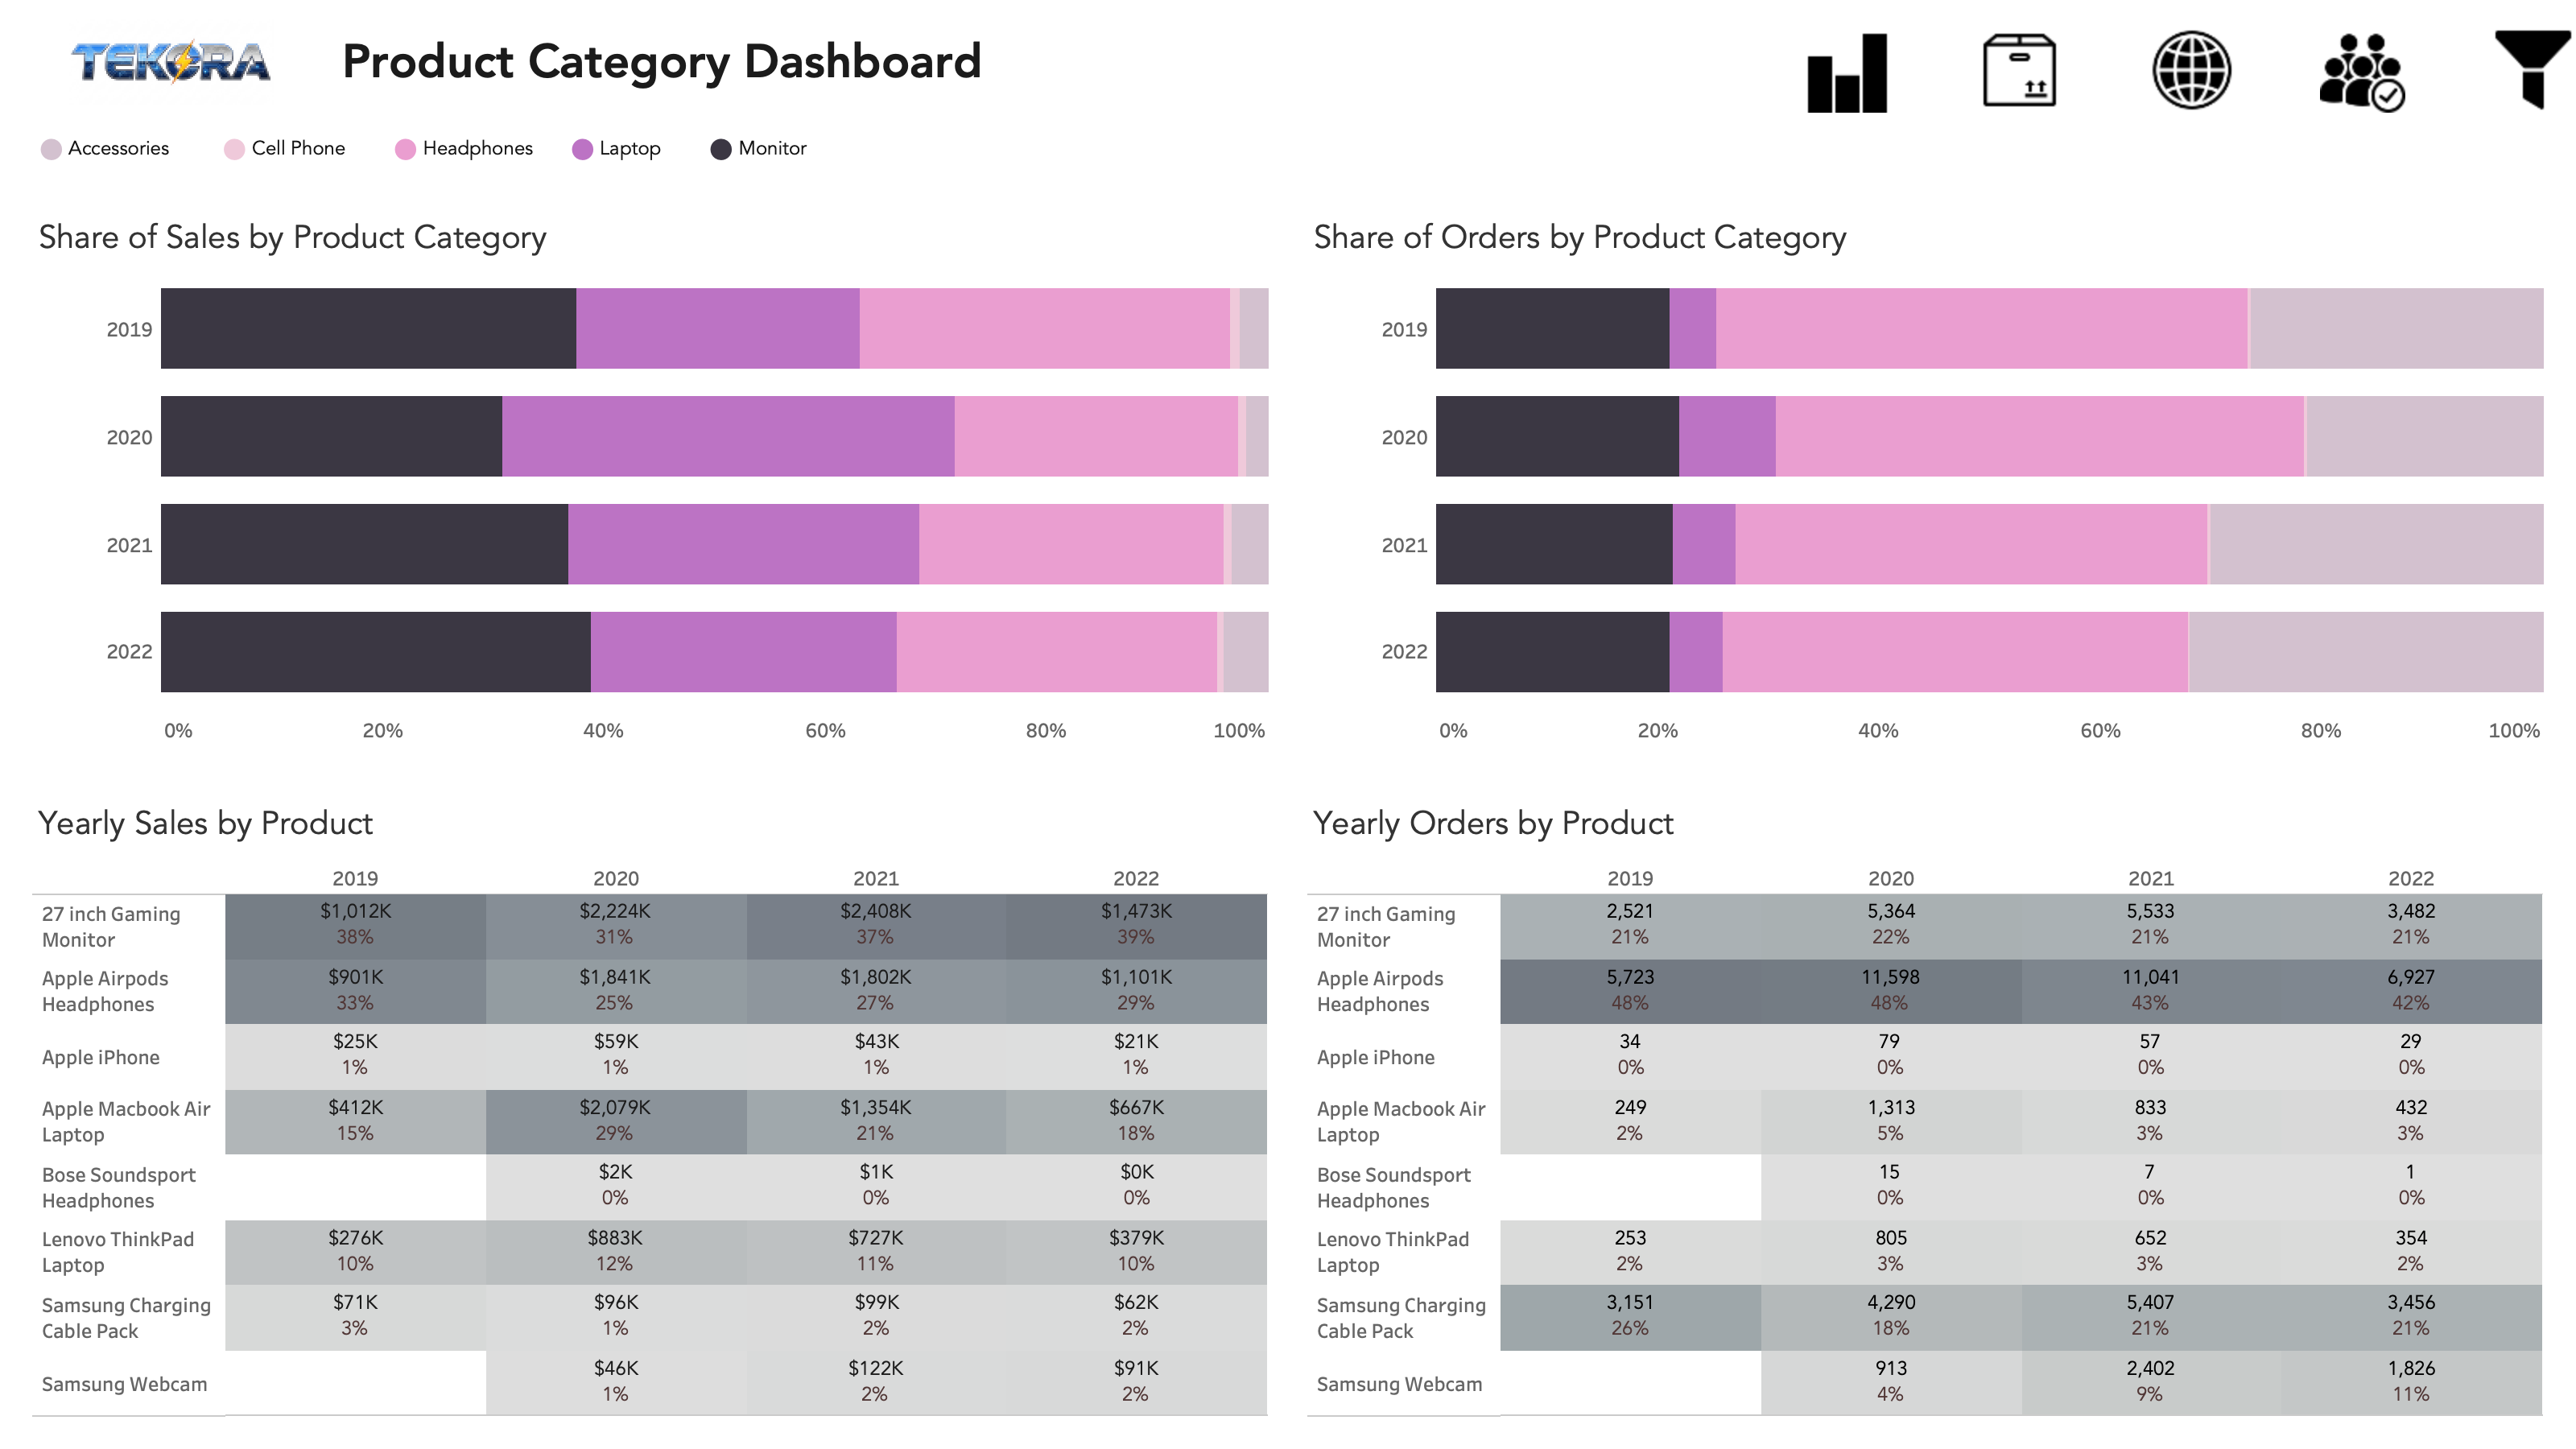 TEKORA
Product Category Dashboard
Accessories
Cell Phone
Headphones
Laptop
Monitor
Share of Sales by Product Category
2019
2020
2021
2022
0% 20% 40% 60% 80% 100%
Share of Orders by Product Category
2019
2020
2021
2022
0% 20% 40% 60% 80% 100%
Yearly Sales by Product
2019 2020 2021 2022
27 inch Gaming
Monitor
$1,012K $2,224K $2,408K $1,473K
38% 31% 37% 39%
Apple Airpods
Headphones
$901K $1,841K $1,802K $1,101K
33% 25% 27% 29%
Apple iPhone
$25K $59K $43K $21K
1% 1% 1% 1%
Apple Macbook Air
Laptop
$412K $2,079K $1,354K $667K
15% 29% 21% 18%
Bose Soundsport
Headphones
$2K $1K $0K
0% 0% 0%
Lenovo ThinkPad
Laptop
$276K $883K $727K $379K
10% 12% 11% 10%
Samsung Charging
Cable Pack
$71K $96K $99K $62K
3% 1% 2% 2%
Samsung Webcam
$46K $122K $91K
1% 2% 2%
Yearly Orders by Product
2019 2020 2021 2022
27 inch Gaming
Monitor
2,521 5,364 5,533 3,482
21% 22% 21% 21%
Apple Airpods
Headphones
5,723 11,598 11,041 6,927
48% 48% 43% 42%
Apple iPhone
34 79 57 29
0% 0% 0% 0%
Apple Macbook Air
Laptop
249 1,313 833 432
2% 5% 3% 3%
Bose Soundsport
Headphones
15 7 1
0% 0% 0%
Lenovo ThinkPad
Laptop
253 805 652 354
2% 3% 3% 2%
Samsung Charging
Cable Pack
3,151 4,290 5,407 3,456
26% 18% 21% 21%
Samsung Webcam
913 2,402 1,826
4% 9% 11%